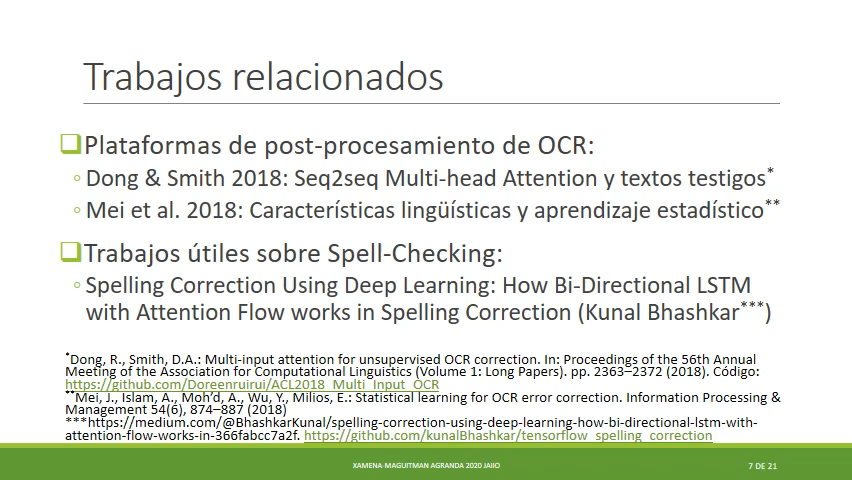 Trabajos relacionados
Plataformas de post-procesamiento de OCR:
Dong & Smith 2018: Seq2seq Multi-head Attention y textos testigos*
Mei et al. 2018: Características lingüísticas y aprendizaje estadístico**
Trabajos útiles sobre Spell-Checking:
Spelling Correction Using Deep Learning: How Bi-Directional LSTM
with Attention Flow works in Spelling Correction (Kunal Bhashkar***)
*Dong, R., Smith, D.A.: Multi-input attention for unsupervised OCR correction. In: Proceedings of the 56th Annual
Meeting of the Association for Computational Linguistics (Volume 1: Long Papers). pp. 2363–2372 (2018). Código:
https://github.com/Doreenruirui/ACL2018_Multi_Input_OCR
**Mei, J., Islam, A., Moh'd, A., Wu, Y., Milios, E.: Statistical learning for OCR error correction. Information Processing &
Management 54(6), 874–887 (2018)
***https://medium.com/@BhashkarKunal/spelling-correction-using-deep-learning-how-bi-directional-lstm-with-
attention-flow-works-in-366fabcc7a2f. https://github.com/kunalBhashkar/tensorflow_spelling_correction
XAMENA-MAGUITMAN AGRANDA 2020 JAIIO
7 DE 21